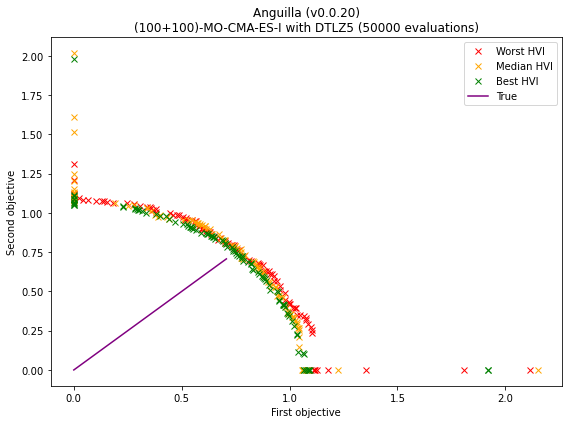 Anguilla (v0.0.20)
(100+100)-MO-CMA-ES-I with DTLZ5 (50000 evaluations)
Worst HVI
Median HVI
Best HVI
True
Second objective
2.00
1.75
1.50
1.25
1.00
0.75
0.50
0.25
0.00
0.0
0.5
1.0
1.5
2.0
First objective